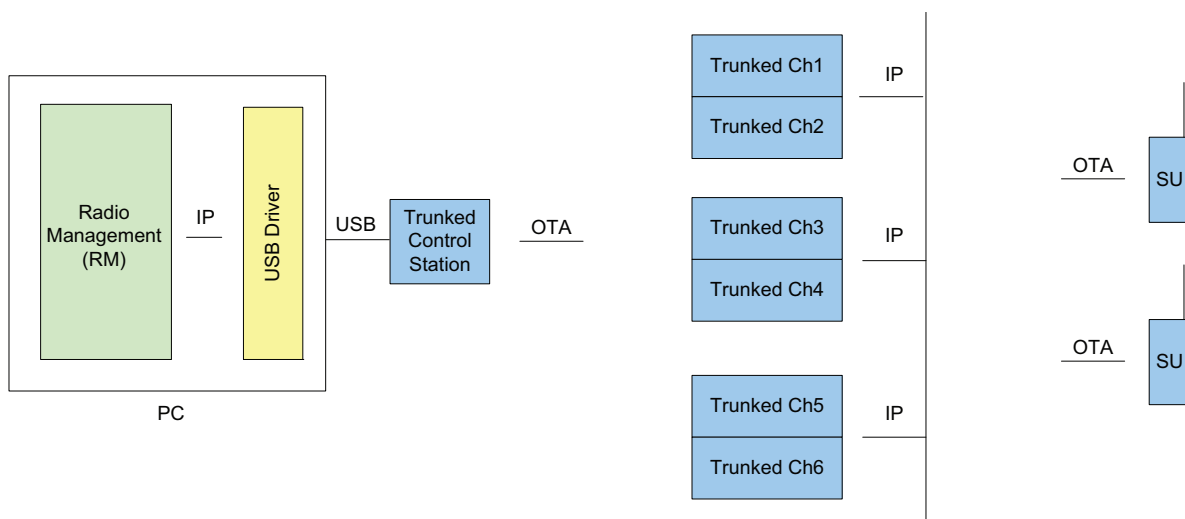 Radio
Management
(RM)
IP
USB Driver
PC
USB
Trunked
Control
Station
OTA
Trunked Ch1
Trunked Ch2
IP
Trunked Ch3
Trunked Ch4
IP
Trunked Ch5
Trunked Ch6
IP
OTA
SU
OTA
SU